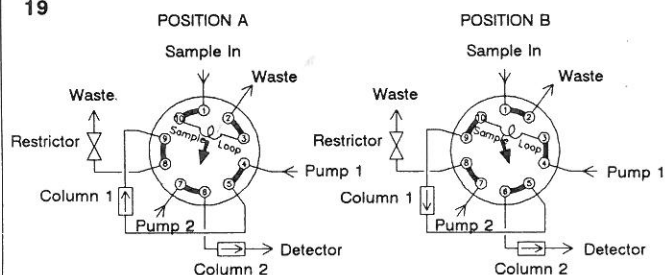 19
POSITION A
Sample In
Waste
Waste.
Restrictor
Column 1
Pump 1
Pump 2
Detector
Column 2
Sample Loop
1
2
3
4
5
6
7
8
9
10
POSITION B
Sample In
Waste
Waste
Restrictor
Column 1
Pump 1
Pump 2
Detector
Column 2
Sample Loop
1
2
3
4
5
6
7
8
9
10